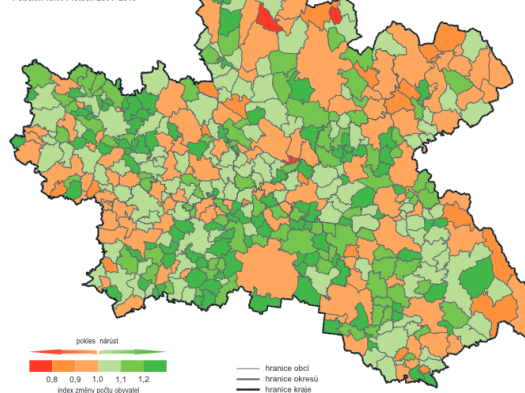 pokles nárůst
0,8 0,9 1,0 1,1 1,2
index změny počtu obyvatel
hranice obcí
hranice okresů
hranice kraje